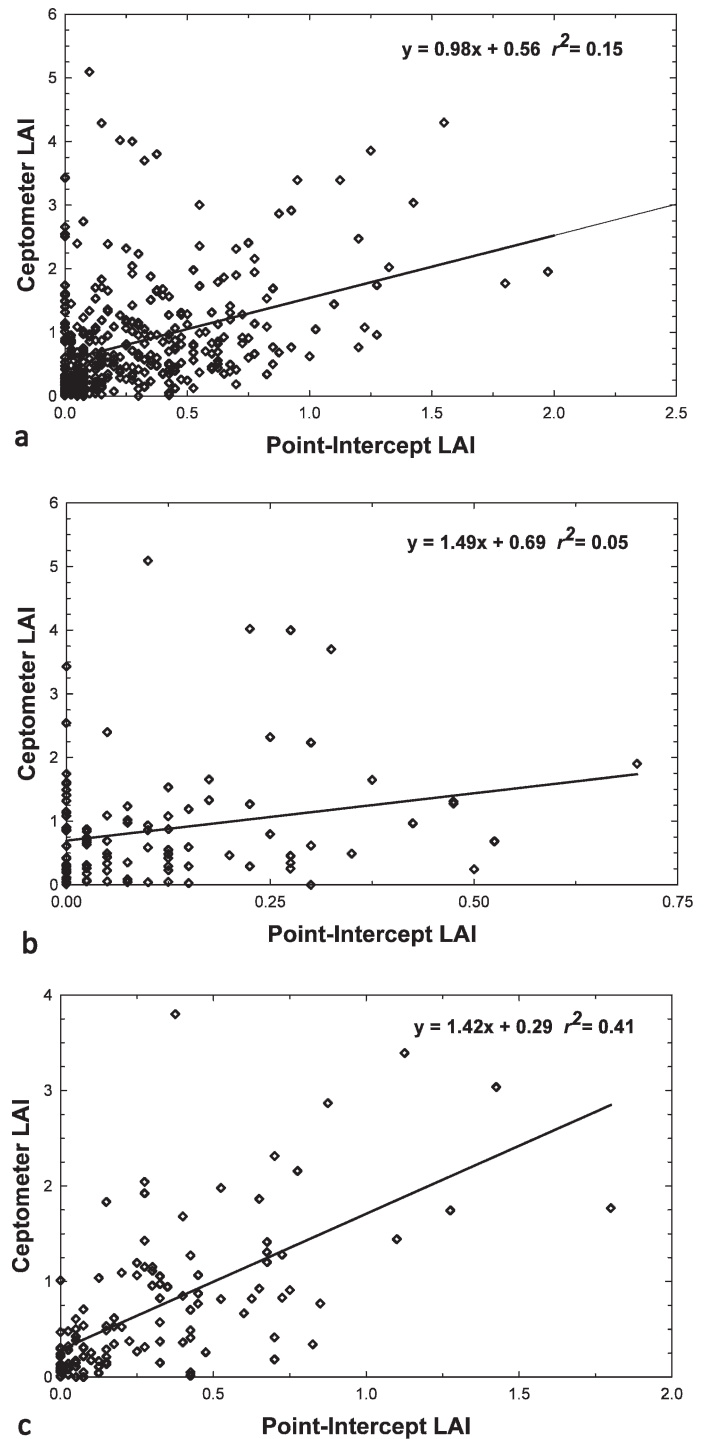 6
y = 0.98x + 0.56 r²= 0.15
5
4
3
2
1
0
Ceptometer LAI
0.0 0.5 1.0 1.5 2.0 2.5
a
Point-Intercept LAI
6
y = 1.49x + 0.69 r²= 0.05
5
4
3
2
1
0
Ceptometer LAI
0.00 0.25 0.50 0.75
b
Point-Intercept LAI
4
y = 1.42x + 0.29 r²= 0.41
3
2
1
0
Ceptometer LAI
0.0 0.5 1.0 1.5 2.0
c
Point-Intercept LAI